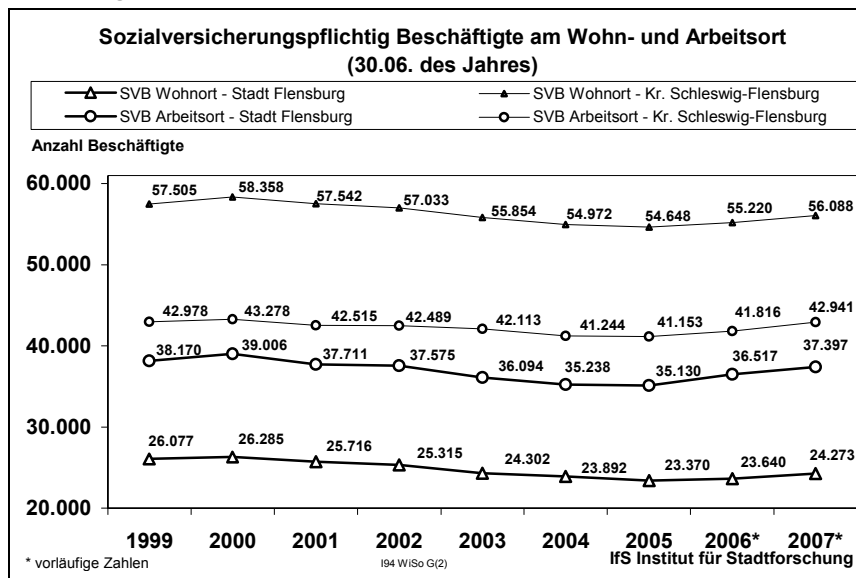 Sozialversicherungspflichtig Beschäftigte am Wohn- und Arbeitsort
(30.06. des Jahres)
SVB Wohnort - Stadt Flensburg
SVB Wohnort - Kr. Schleswig-Flensburg
SVB Arbeitsort - Stadt Flensburg
SVB Arbeitsort - Kr. Schleswig-Flensburg
Anzahl Beschäftigte
60.000
57.505 58.358 57.542 57.033 55.854 54.972 54.648 55.220 56.088
50.000
42.978 43.278 42.515 42.489 42.113 41.244 41.153 41.816 42.941
40.000
38.170 39.006 37.711 37.575 36.094 35.238 35.130 36.517 37.397
30.000
26.077 26.285 25.716 25.315 24.302 23.892 23.370 23.640 24.273
20.000
1999 2000 2001 2002 2003 2004 2005 2006* 2007*
* vorläufige Zahlen
I94 WiSo G(2)
IfS Institut für Stadtforschung